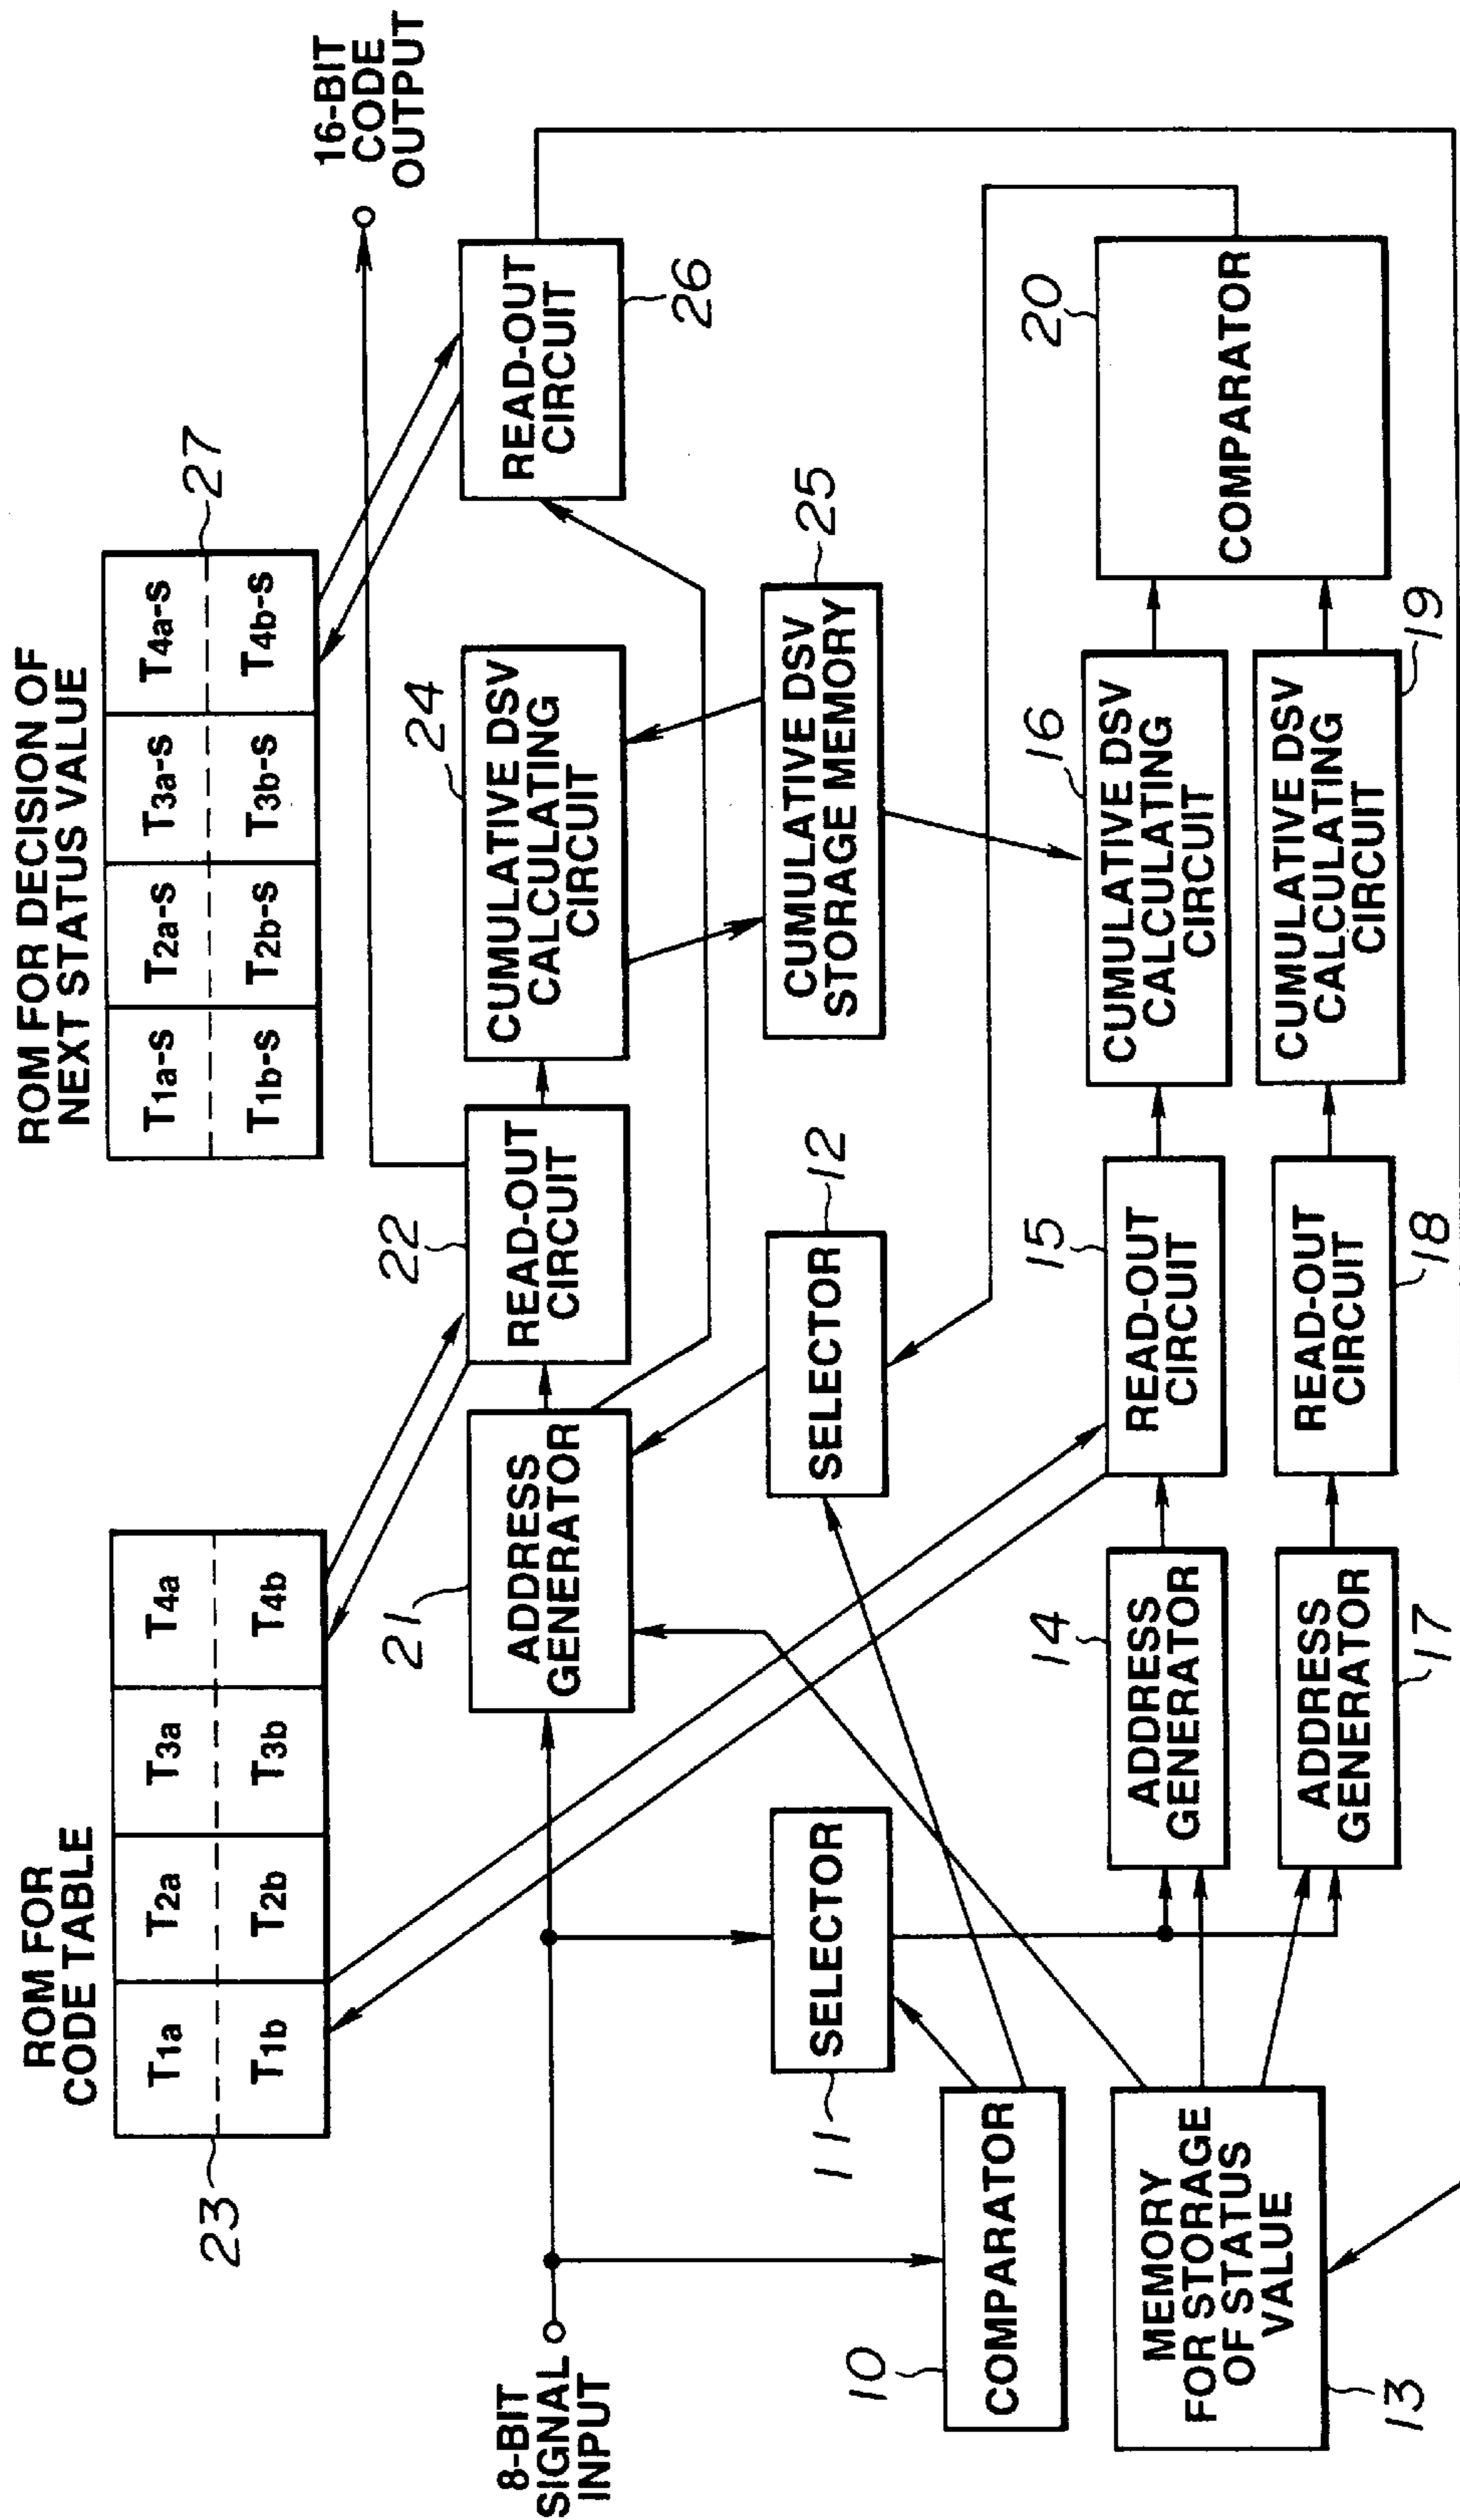 ROM FOR
CODE TABLE
T1a
T2a
T3a
T4a
T1b
T2b
T3b
T4b
23
ROM FOR DECISION OF
NEXT STATUS VALUE
T1a-S
T2a-S
T3a-S
T4a-S
T1b-S
T2b-S
T3b-S
T4b-S
27
16-BIT
CODE
OUTPUT
8-BIT
SIGNAL
INPUT
21
ADDRESS
GENERATOR
22
READ-OUT
CIRCUIT
24
CUMULATIVE DSV
CALCULATING
CIRCUIT
READ-OUT
CIRCUIT
26
SELECTOR
11
SELECTOR
12
CUMULATIVE DSV
STORAGE MEMORY
25
10
COMPARATOR
MEMORY
FOR STORAGE
OF STATUS
VALUE
13
14
ADDRESS
GENERATOR
15
READ-OUT
CIRCUIT
16
CUMULATIVE DSV
CALCULATING
CIRCUIT
20
COMPARATOR
ADDRESS
GENERATOR
17
READ-OUT
CIRCUIT
18
CUMULATIVE DSV
CALCULATING
CIRCUIT
19